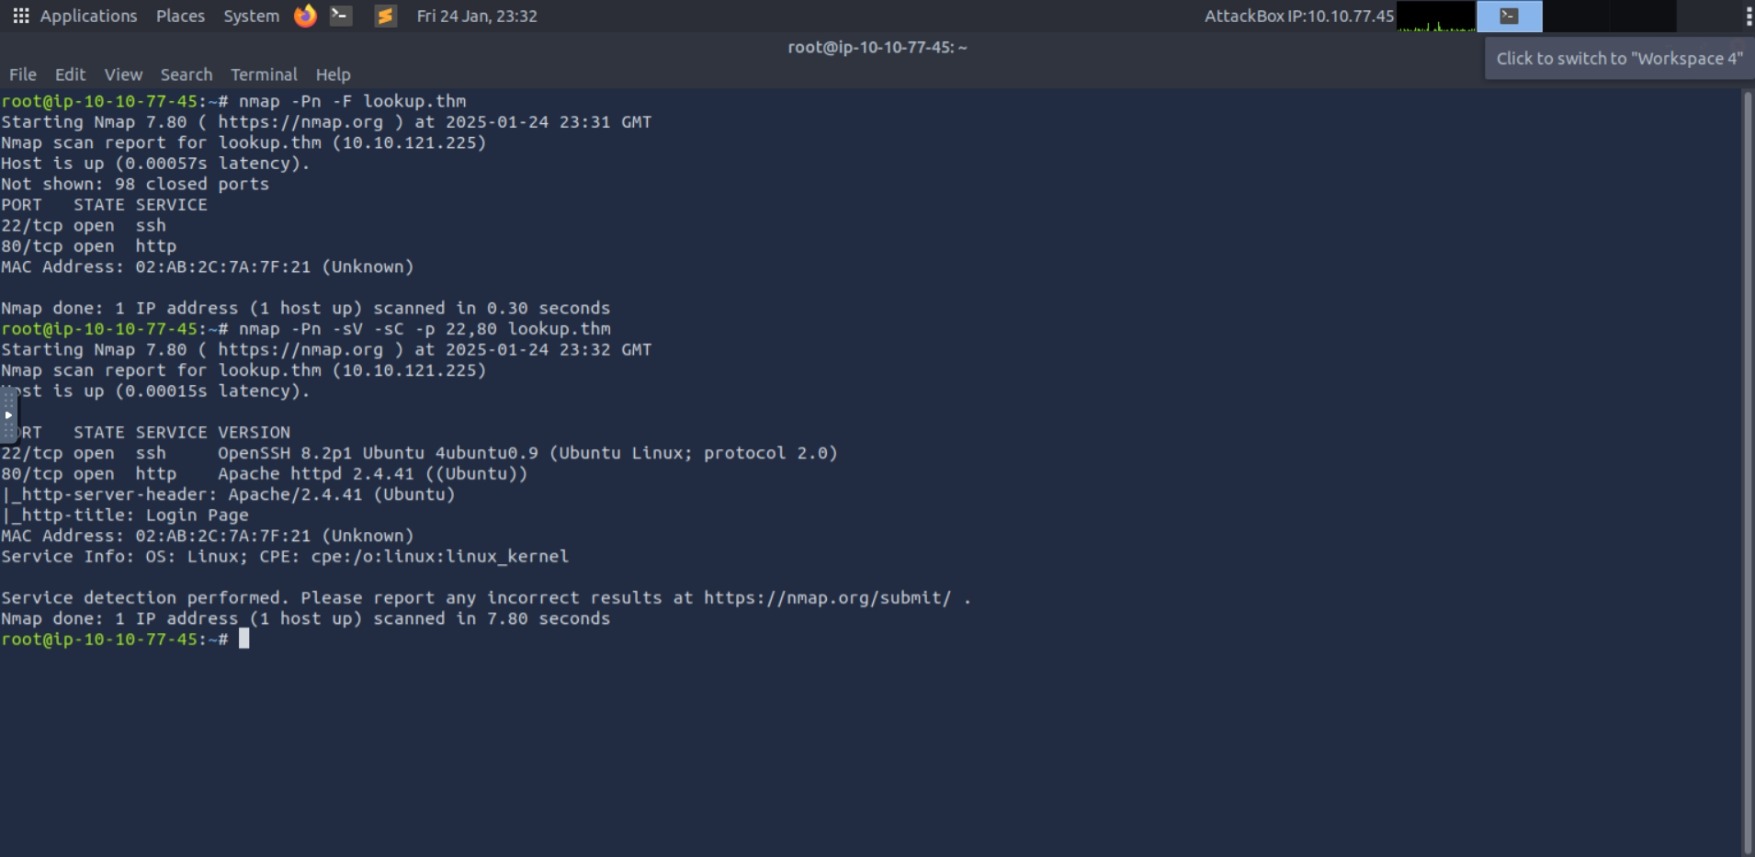 Applications Places System Fri 24 Jan, 23:32 AttackBox IP:10.10.77.45
root@ip-10-10-77-45: ~
Click to switch to "Workspace 4"
File Edit View Search Terminal Help
root@ip-10-10-77-45:~# nmap -Pn -F lookup.thm
Starting Nmap 7.80 ( https://nmap.org ) at 2025-01-24 23:31 GMT
Nmap scan report for lookup.thm (10.10.121.225)
Host is up (0.00057s latency).
Not shown: 98 closed ports
PORT   STATE SERVICE
22/tcp open  ssh
80/tcp open  http
MAC Address: 02:AB:2C:7A:7F:21 (Unknown)
Nmap done: 1 IP address (1 host up) scanned in 0.30 seconds
root@ip-10-10-77-45:~# nmap -Pn -sV -sC -p 22,80 lookup.thm
Starting Nmap 7.80 ( https://nmap.org ) at 2025-01-24 23:32 GMT
Nmap scan report for lookup.thm (10.10.121.225)
ost is up (0.00015s latency).
RT   STATE SERVICE VERSION
22/tcp open  ssh     OpenSSH 8.2p1 Ubuntu 4ubuntu0.9 (Ubuntu Linux; protocol 2.0)
80/tcp open  http    Apache httpd 2.4.41 ((Ubuntu))
|_http-server-header: Apache/2.4.41 (Ubuntu)
|_http-title: Login Page
MAC Address: 02:AB:2C:7A:7F:21 (Unknown)
Service Info: OS: Linux; CPE: cpe:/o:linux:linux_kernel
Service detection performed. Please report any incorrect results at https://nmap.org/submit/ .
Nmap done: 1 IP address (1 host up) scanned in 7.80 seconds
root@ip-10-10-77-45:~#